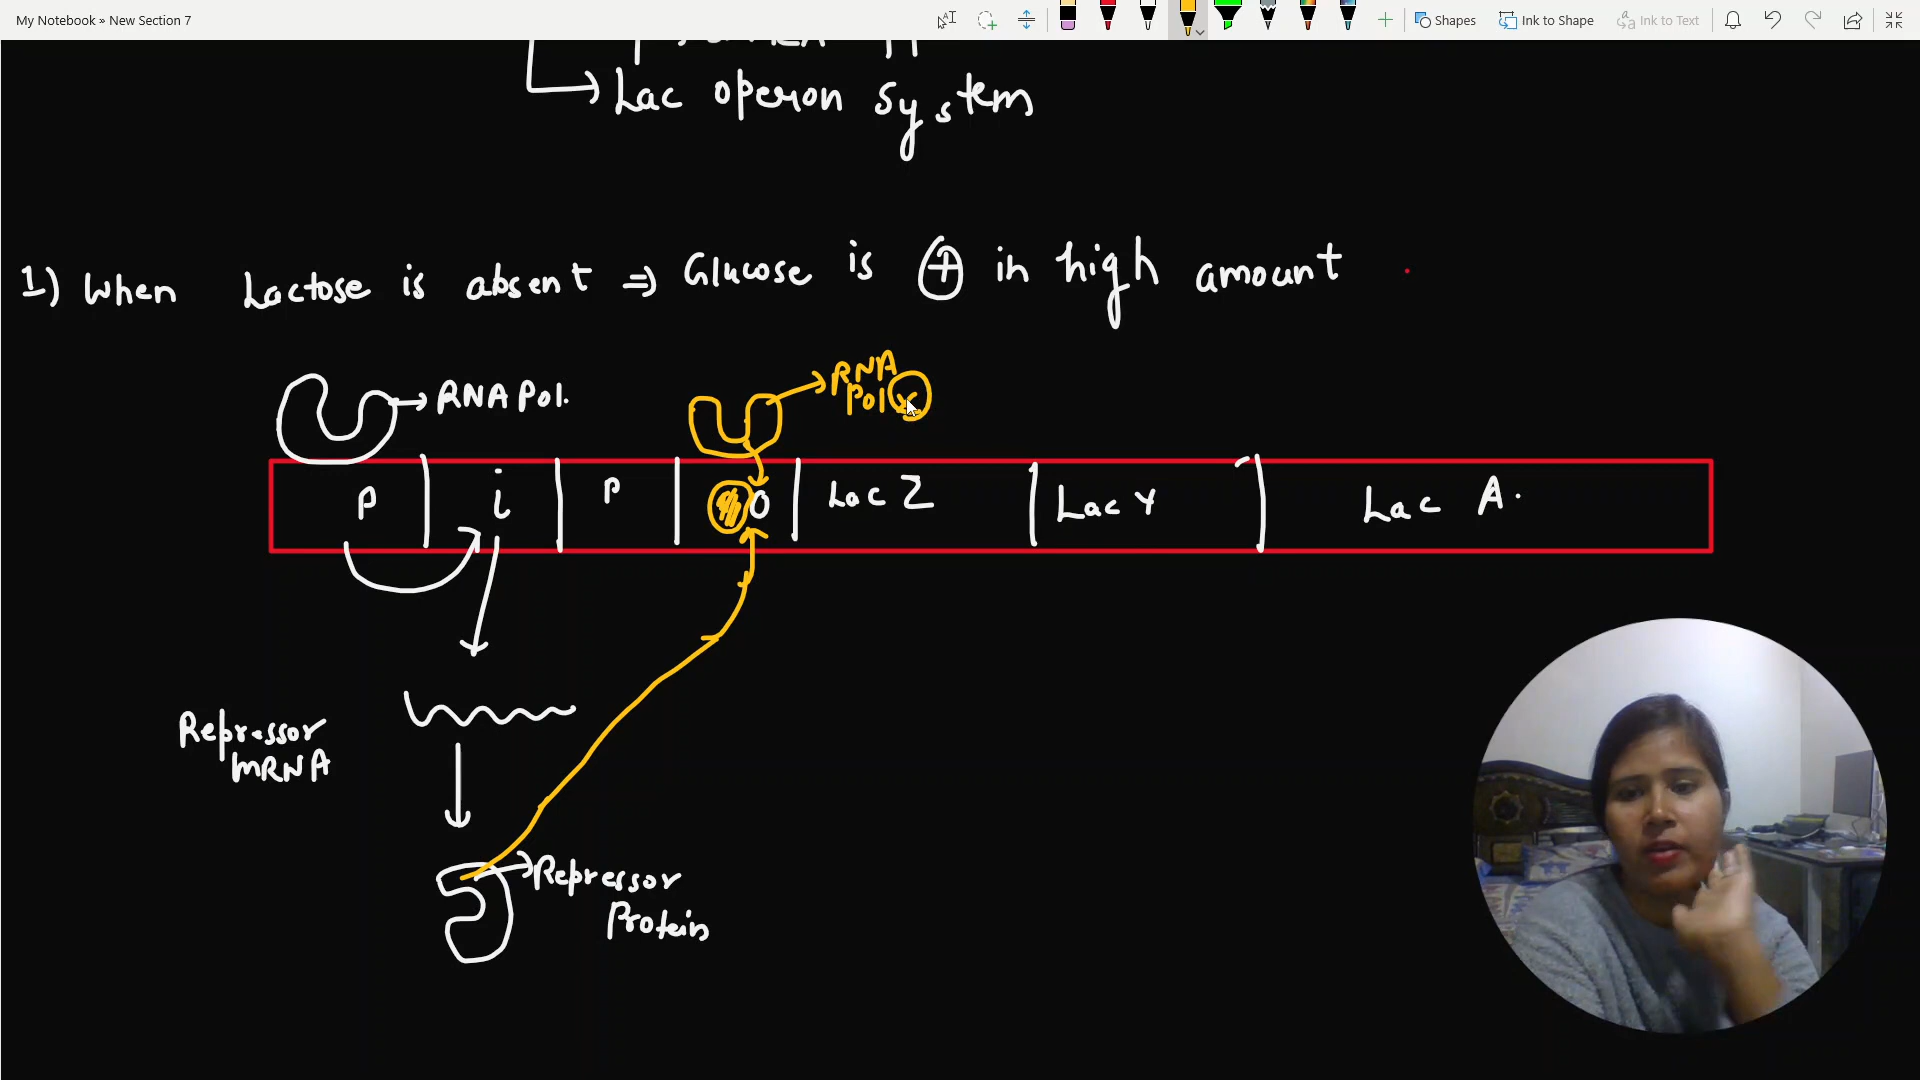 My Notebook » New Section 7
Shapes
Ink to Shape
Ink to Text
Lac operon system
1) When Lactose is absent ⇒ Glucose is ⊕ in high amount
RNA Pol.
RNA
Pol x
P
i
P
O
Lac Z
Lac Y
Lac A.
Repressor
mRNA
Repressor
Protein